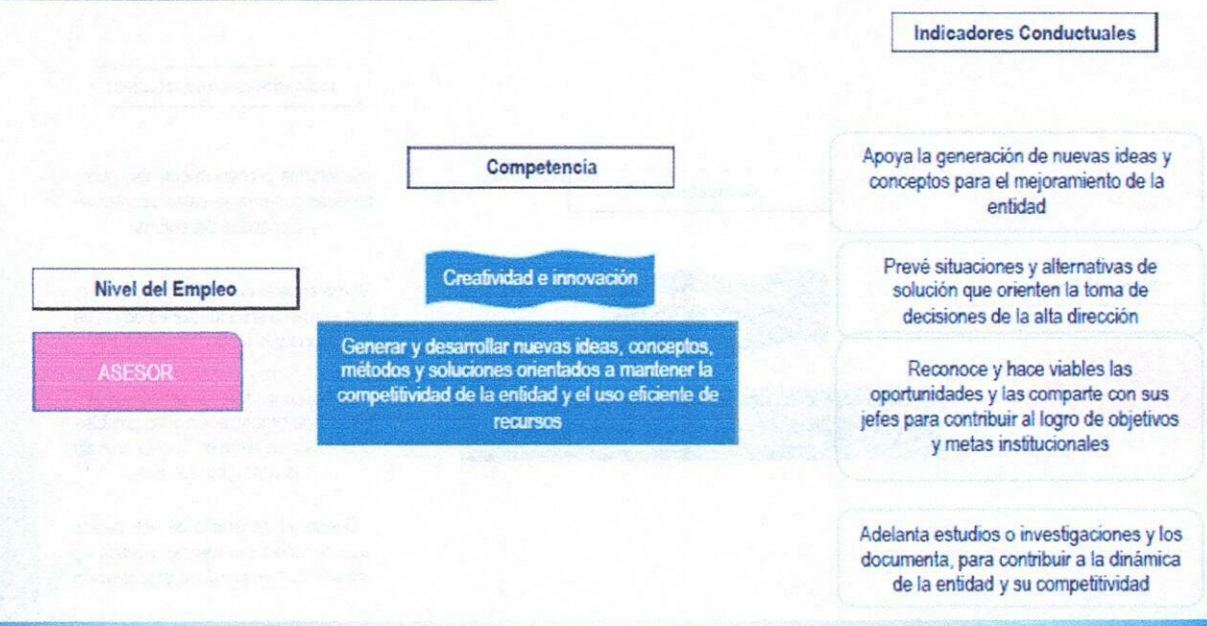 Indicadores Conductuales
Competencia
Apoya la generación de nuevas ideas y
conceptos para el mejoramiento de la
entidad
Nivel del Empleo
Creatividad e innovación
Prevé situaciones y alternativas de
solución que orienten la toma de
decisiones de la alta dirección
ASESOR
Generar y desarrollar nuevas ideas, conceptos,
métodos y soluciones orientados a mantener la
competitividad de la entidad y el uso eficiente de
recursos
Reconoce y hace viables las
oportunidades y las comparte con sus
jefes para contribuir al logro de objetivos
y metas institucionales
Adelanta estudios o investigaciones y los
documenta, para contribuir a la dinámica
de la entidad y su competitividad